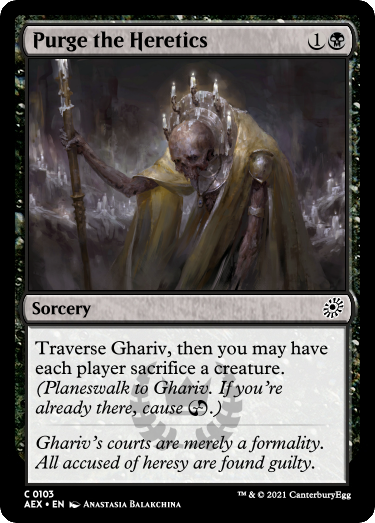 Purge the Heretics 1
Sorcery
Traverse Ghariv, then you may have
each player sacrifice a creature.
(Planeswalk to Ghariv. If you're
already there, cause .)
Ghariv's courts are merely a formality.
All accused of heresy are found guilty.
C 0103
AEX • EN Anastasia Balakchina
™ & © 2021 CanterburyEgg